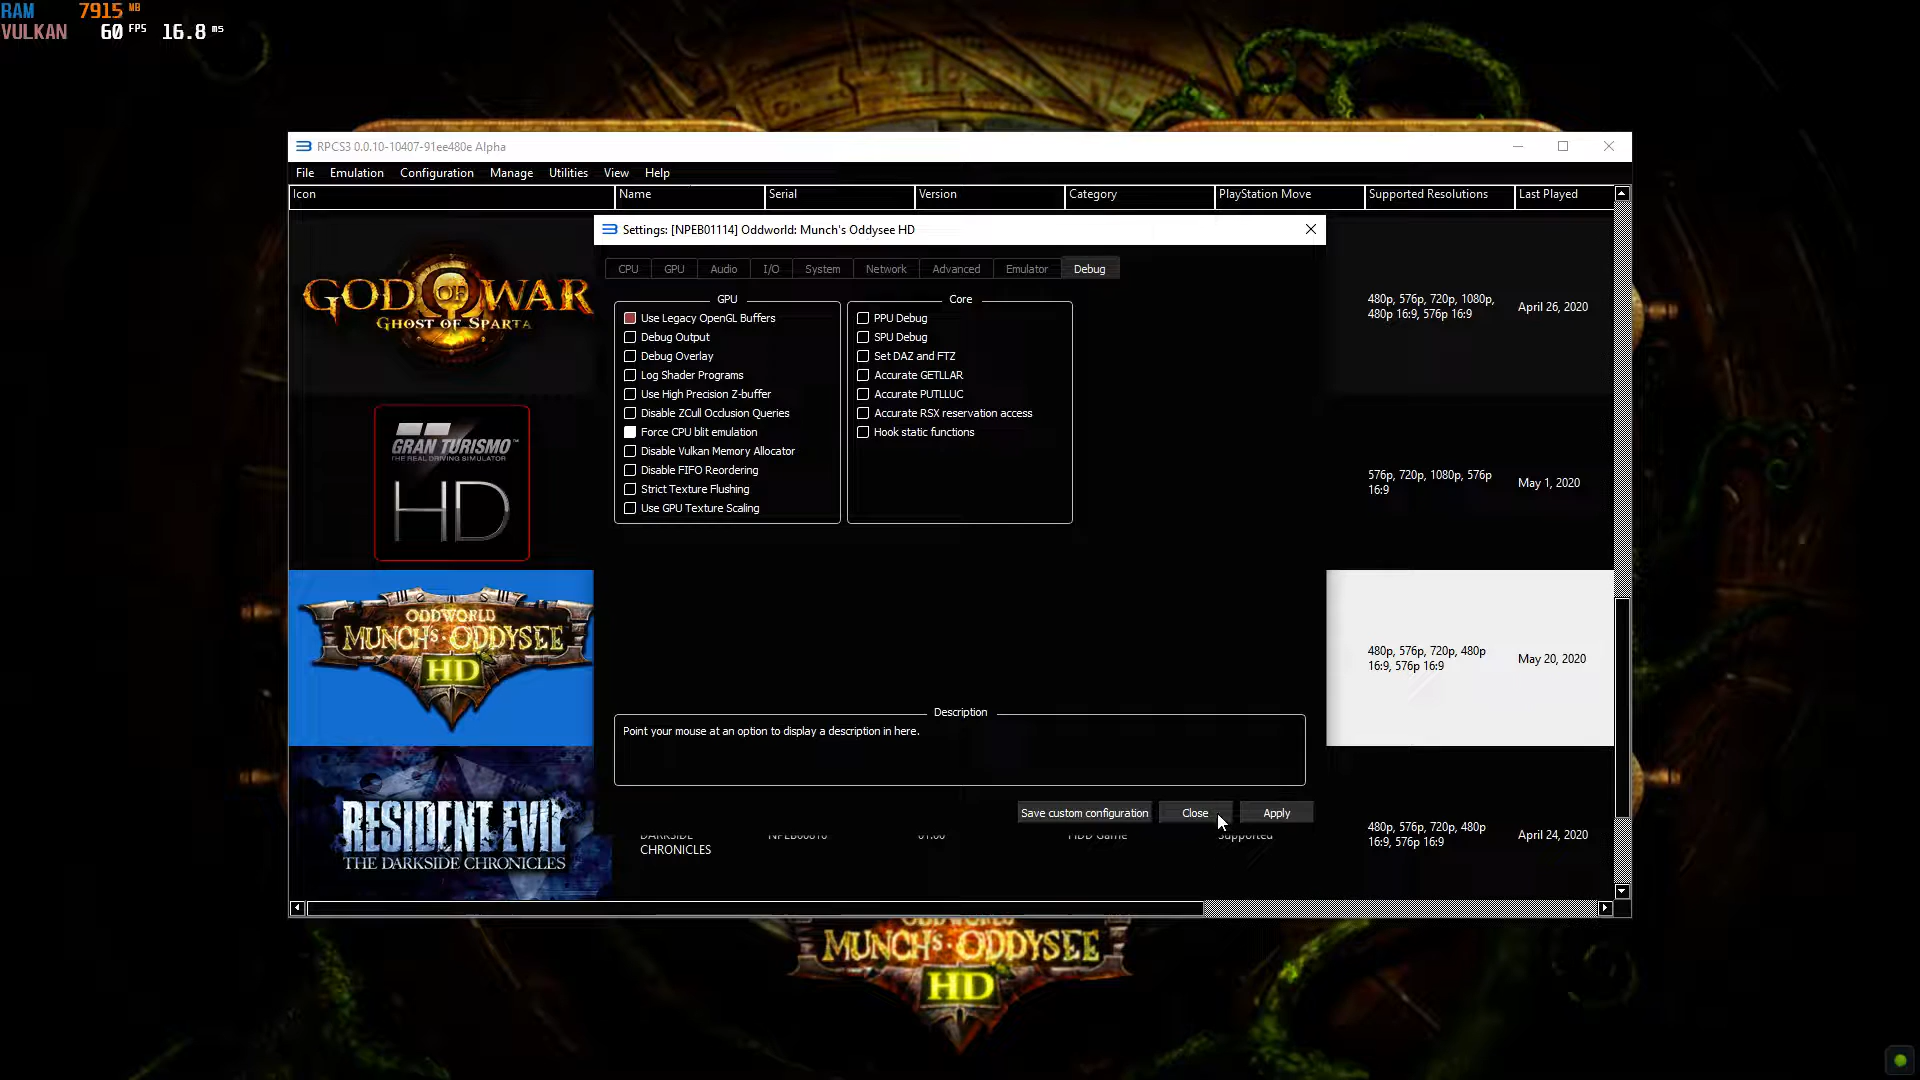 RAM 7915 MB
VULKAN 60 FPS 16.8 ms
RPCS3 0.0.10-10407-91ee480e Alpha
File Emulation Configuration Manage Utilities View Help
Icon Name Serial Version Category PlayStation Move Supported Resolutions Last Played
Settings: [NPEB01114] Oddworld: Munch's Oddysee HD
CPU GPU Audio I/O System Network Advanced Emulator Debug
GPU
Use Legacy OpenGL Buffers
Debug Output
Debug Overlay
Log Shader Programs
Use High Precision Z-buffer
Disable ZCull Occlusion Queries
Force CPU blit emulation
Disable Vulkan Memory Allocator
Disable FIFO Reordering
Strict Texture Flushing
Use GPU Texture Scaling
Core
PPU Debug
SPU Debug
Set DAZ and FTZ
Accurate GETLLAR
Accurate PUTLLUC
Accurate RSX reservation access
Hook static functions
Description
Point your mouse at an option to display a description in here.
Save custom configuration Close Apply
GOD OF WAR
GHOST OF SPARTA
480p, 576p, 720p, 1080p,
480p 16:9, 576p 16:9
April 26, 2020
GRAN TURISMO™
THE REAL DRIVING SIMULATOR
HD
576p, 720p, 1080p, 576p
16:9
May 1, 2020
ODDWORLD
MUNCH'S ODDYSEE
HD
480p, 576p, 720p, 480p
16:9, 576p 16:9
May 20, 2020
RESIDENT EVIL
THE DARKSIDE CHRONICLES
DARKSIDE
CHRONICLES
NPEB00816
01.00
HDD Game
Supported
480p, 576p, 720p, 480p
16:9, 576p 16:9
April 24, 2020
ODDWORLD
MUNCH'S ODDYSEE
HD